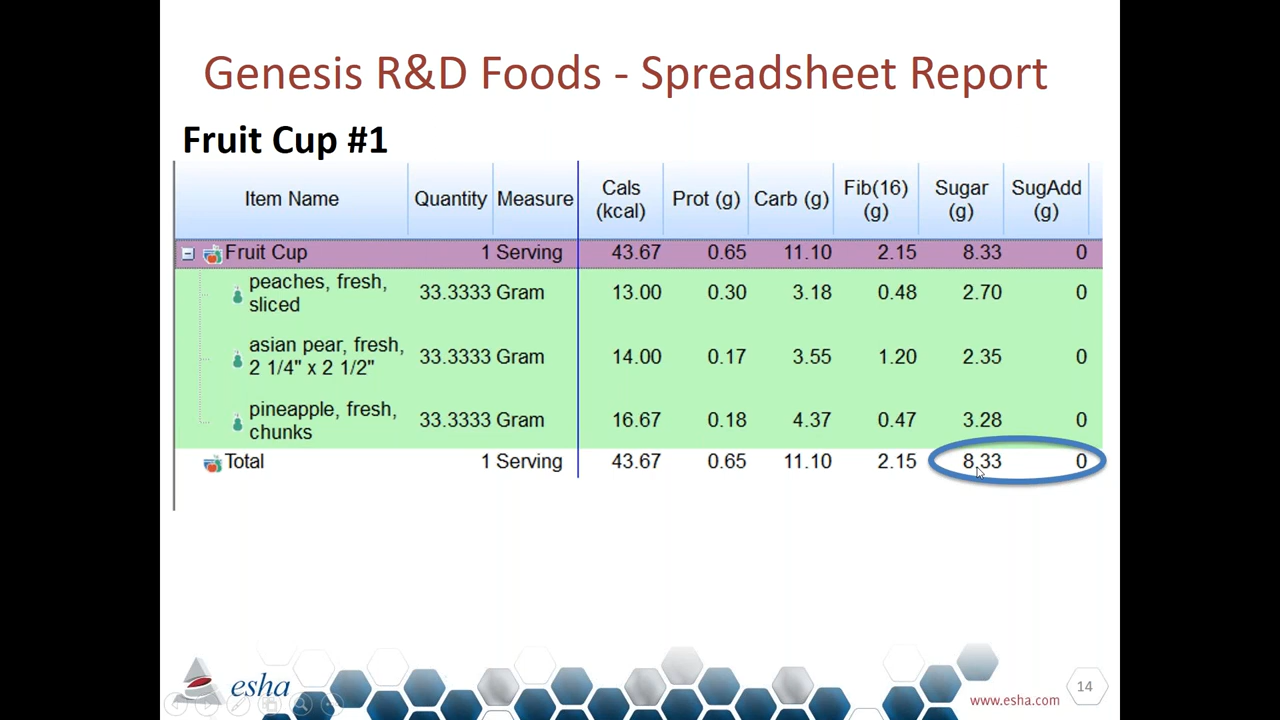 Genesis R&D Foods - Spreadsheet Report
Fruit Cup #1
Item Name Quantity Measure Cals (kcal) Prot (g) Carb (g) Fib(16) (g) Sugar (g) SugAdd (g)
Fruit Cup 1 Serving 43.67 0.65 11.10 2.15 8.33 0
peaches, fresh, sliced 33.3333 Gram 13.00 0.30 3.18 0.48 2.70 0
asian pear, fresh, 2 1/4" x 2 1/2" 33.3333 Gram 14.00 0.17 3.55 1.20 2.35 0
pineapple, fresh, chunks 33.3333 Gram 16.67 0.18 4.37 0.47 3.28 0
Total 1 Serving 43.67 0.65 11.10 2.15 8.33 0
esha
www.esha.com
14